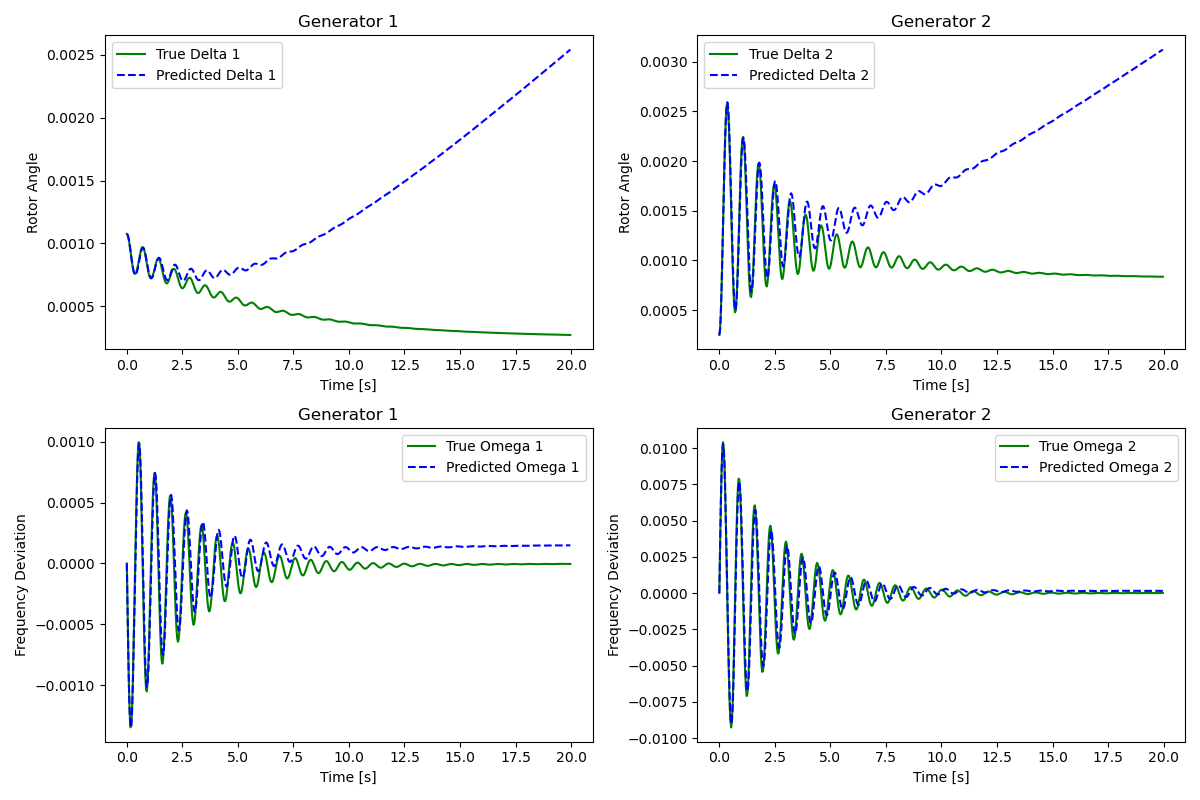 Generator 1
True Delta 1
Predicted Delta 1
Rotor Angle
0.0025
0.0020
0.0015
0.0010
0.0005
0.0 2.5 5.0 7.5 10.0 12.5 15.0 17.5 20.0
Time [s]
Generator 2
True Delta 2
Predicted Delta 2
Rotor Angle
0.0030
0.0025
0.0020
0.0015
0.0010
0.0005
0.0 2.5 5.0 7.5 10.0 12.5 15.0 17.5 20.0
Time [s]
Generator 1
True Omega 1
Predicted Omega 1
Frequency Deviation
0.0010
0.0005
0.0000
−0.0005
−0.0010
0.0 2.5 5.0 7.5 10.0 12.5 15.0 17.5 20.0
Time [s]
Generator 2
True Omega 2
Predicted Omega 2
Frequency Deviation
0.0100
0.0075
0.0050
0.0025
0.0000
−0.0025
−0.0050
−0.0075
−0.0100
0.0 2.5 5.0 7.5 10.0 12.5 15.0 17.5 20.0
Time [s]